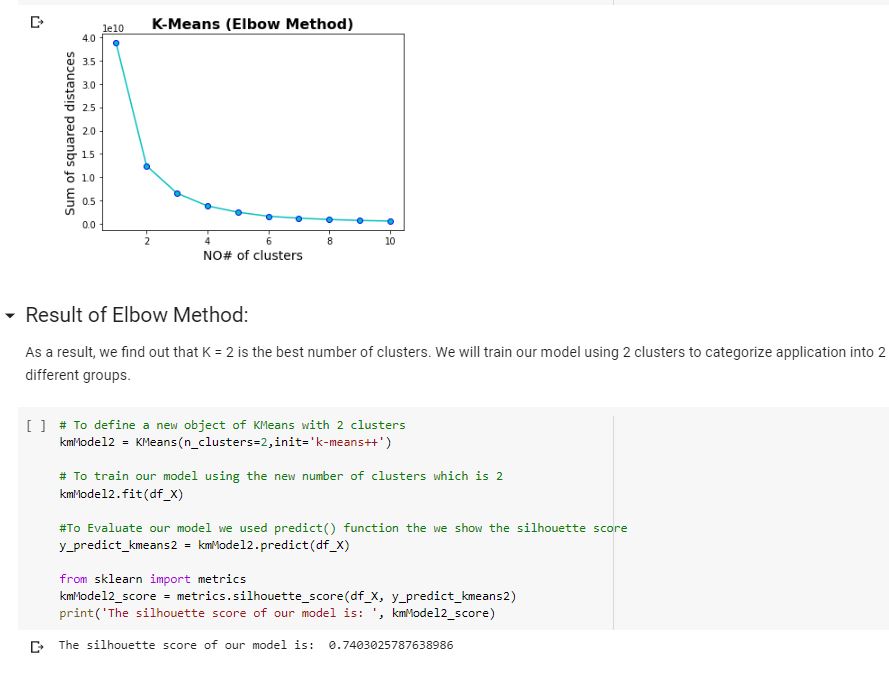 K-Means (Elbow Method)
1e10
4.0
3.5
3.0
2.5
2.0
1.5
1.0
0.5
0.0
Sum of squared distances
2 4 6 8 10
NO# of clusters
Result of Elbow Method:
As a result, we find out that K = 2 is the best number of clusters. We will train our model using 2 clusters to categorize application into 2
different groups.
[ ] # To define a new object of KMeans with 2 clusters
kmModel2 = KMeans(n_clusters=2,init='k-means++')
# To train our model using the new number of clusters which is 2
kmModel2.fit(df_X)
#To Evaluate our model we used predict() function the we show the silhouette score
y_predict_kmeans2 = kmModel2.predict(df_X)
from sklearn import metrics
kmModel2_score = metrics.silhouette_score(df_X, y_predict_kmeans2)
print('The silhouette score of our model is: ', kmModel2_score)
The silhouette score of our model is:  0.7403025787638986